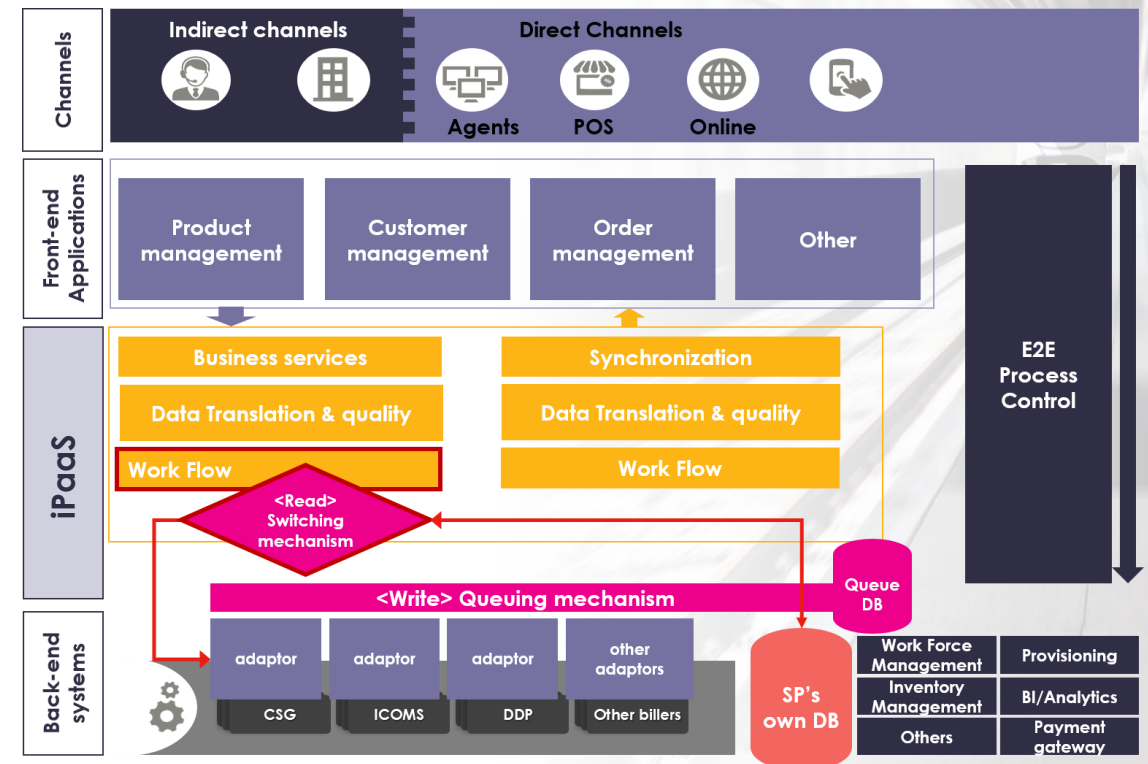 Channels
Indirect channels
Direct Channels
Agents
POS
Online
Front-end
Applications
Product
management
Customer
management
Order
management
Other
E2E
Process
Control
iPaaS
Business services
Synchronization
Data Translation & quality
Data Translation & quality
Work Flow
Work Flow
<Read>
Switching
mechanism
Queue
DB
<Write> Queuing mechanism
Back-end
systems
adaptor
adaptor
adaptor
other
adaptors
CSG
ICOMS
DDP
Other billers
SP's
own DB
Work Force
Management
Provisioning
Inventory
Management
BI/Analytics
Others
Payment
gateway